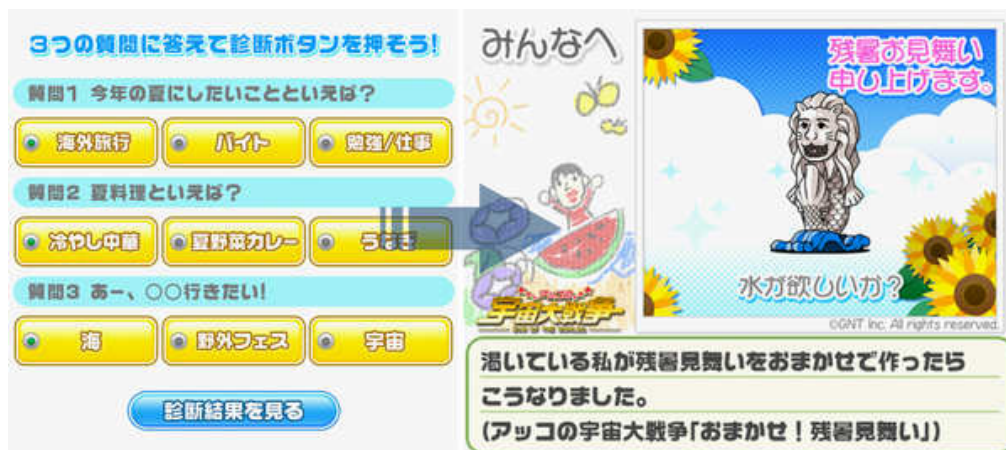 3つの質問に答えて診断ボタンを押そう!
質問1 今年の夏にしたいことといえば?
海外旅行
バイト
勉強/仕事
質問2 夏料理といえば?
冷やし中華
夏野菜カレー
うなぎ
質問3 あー、○○行きたい!
海
野外フェス
宇宙
診断結果を見る
みんなへ
宇宙大戦争
残暑お見舞い
申し上げます。
水が欲しいか?
©GNT Inc. All rights reserved.
渇いている私が残暑見舞いをおまかせで作ったら
こうなりました。
(アッコの宇宙大戦争「おまかせ!残暑見舞い」)